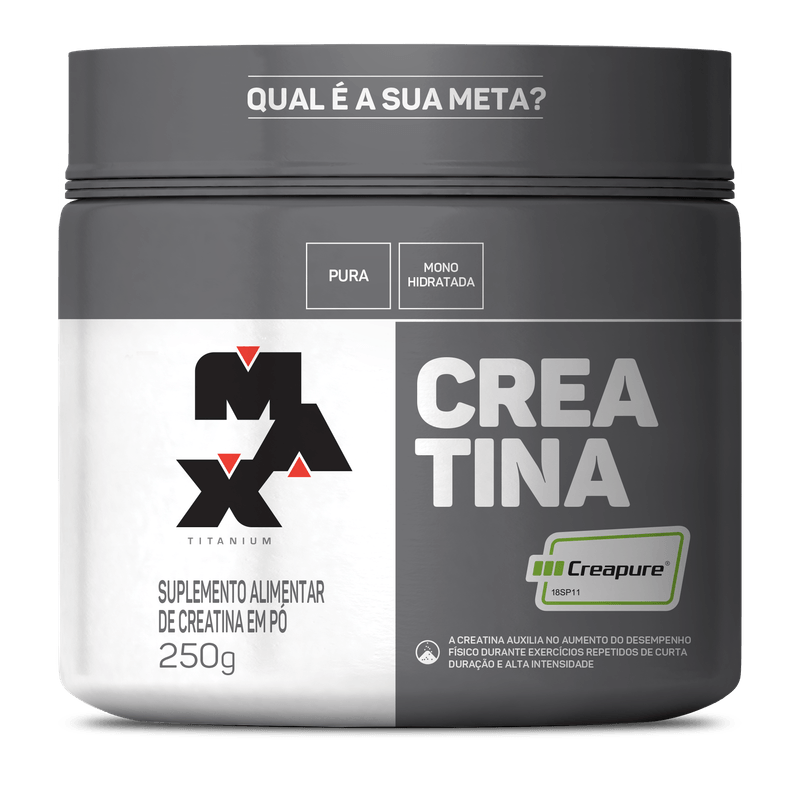 QUAL É A SUA META?
PURA
MONO
HIDRATADA
MAX
TITANIUM
CREA
TINA
Creapure®
18SP11
SUPLEMENTO ALIMENTAR
DE CREATINA EM PÓ
250g
A CREATINA AUXILIA NO AUMENTO DO DESEMPENHO
FÍSICO DURANTE EXERCÍCIOS REPETIDOS DE CURTA
DURAÇÃO E ALTA INTENSIDADE